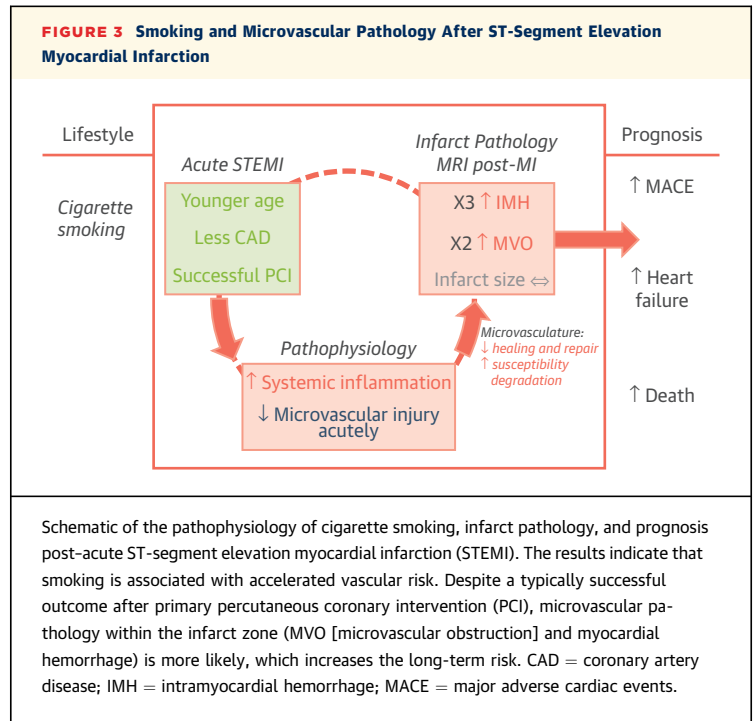 FIGURE 3 Smoking and Microvascular Pathology After ST-Segment Elevation
Myocardial Infarction
Lifestyle
Cigarette
smoking
Acute STEMI
Younger age
Less CAD
Successful PCI
Infarct Pathology
MRI post-MI
X3 ↑ IMH
X2 ↑ MVO
Infarct size ⇔
Pathophysiology
↑ Systemic inflammation
↓ Microvascular injury
acutely
Microvasculature:
↓ healing and repair
↑ susceptibility
degradation
Prognosis
↑ MACE
↑ Heart
failure
↑ Death
Schematic of the pathophysiology of cigarette smoking, infarct pathology, and prognosis
post-acute ST-segment elevation myocardial infarction (STEMI). The results indicate that
smoking is associated with accelerated vascular risk. Despite a typically successful
outcome after primary percutaneous coronary intervention (PCI), microvascular pa-
thology within the infarct zone (MVO [microvascular obstruction] and myocardial
hemorrhage) is more likely, which increases the long-term risk. CAD = coronary artery
disease; IMH = intramyocardial hemorrhage; MACE = major adverse cardiac events.